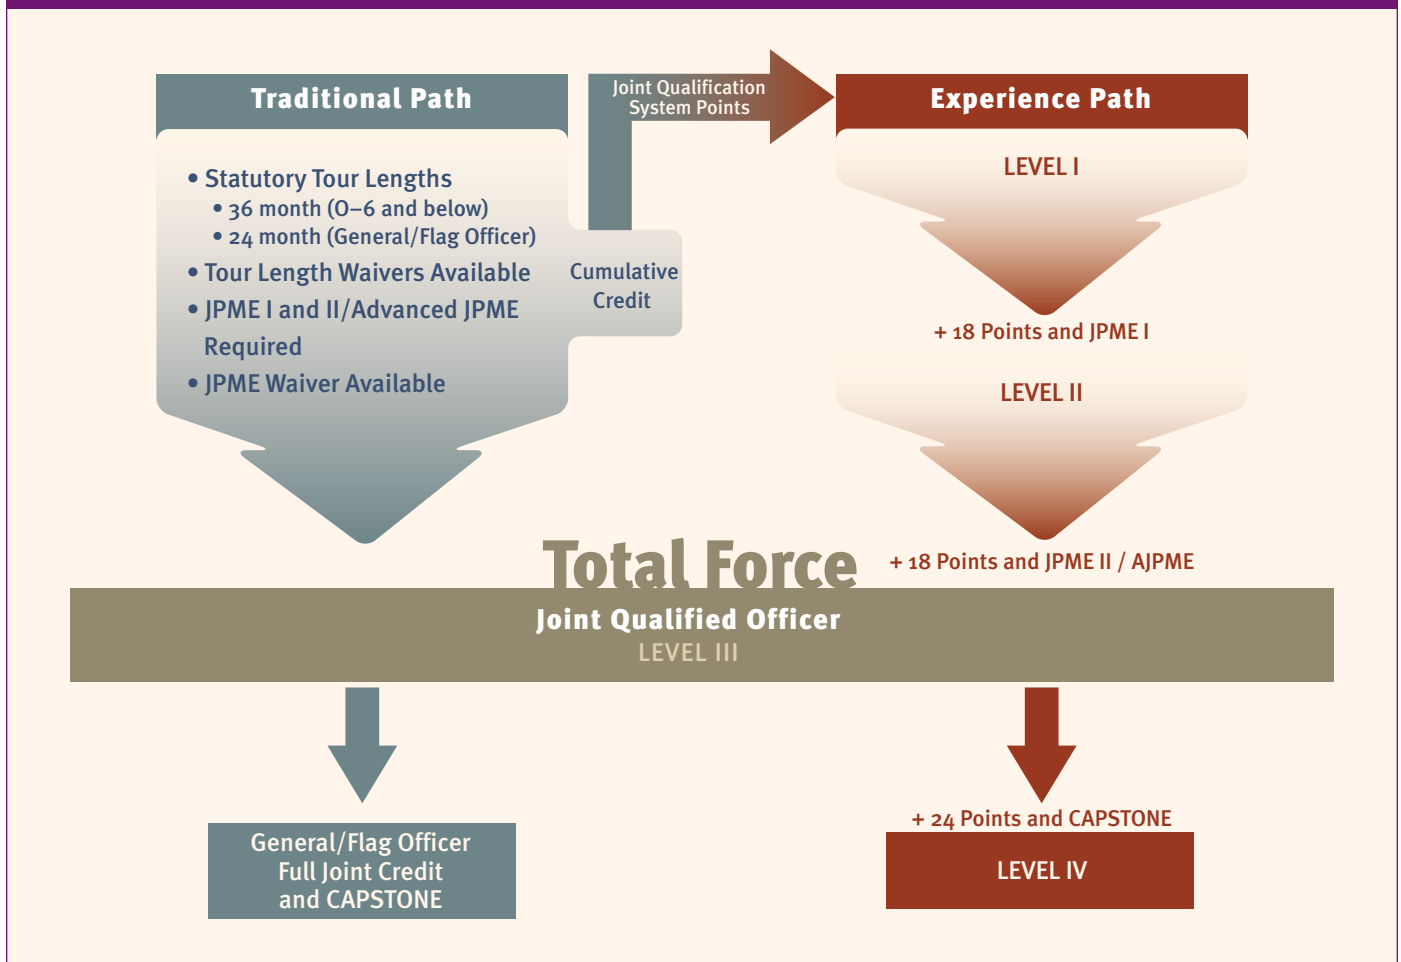 Traditional Path
• Statutory Tour Lengths
• 36 month (O–6 and below)
• 24 month (General/Flag Officer)
• Tour Length Waivers Available
• JPME I and II/Advanced JPME
Required
• JPME Waiver Available
Cumulative
Credit
Joint Qualification
System Points
Experience Path
LEVEL I
+ 18 Points and JPME I
LEVEL II
+ 18 Points and JPME II / AJPME
Total Force
Joint Qualified Officer
LEVEL III
General/Flag Officer
Full Joint Credit
and CAPSTONE
+ 24 Points and CAPSTONE
LEVEL IV